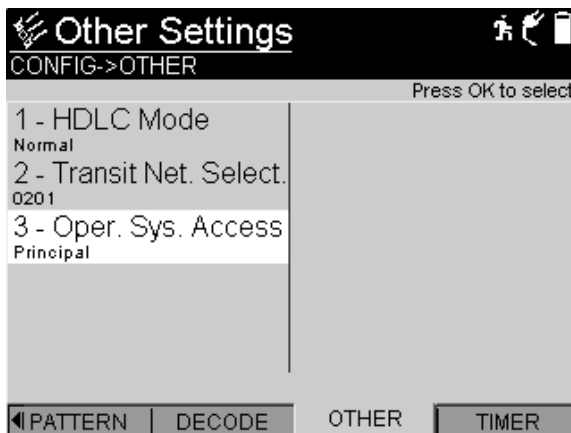 Other Settings
CONFIG->OTHER
Press OK to select
1 - HDLC Mode
Normal
2 - Transit Net. Select.
0201
3 - Oper. Sys. Access
Principal
PATTERN DECODE OTHER TIMER